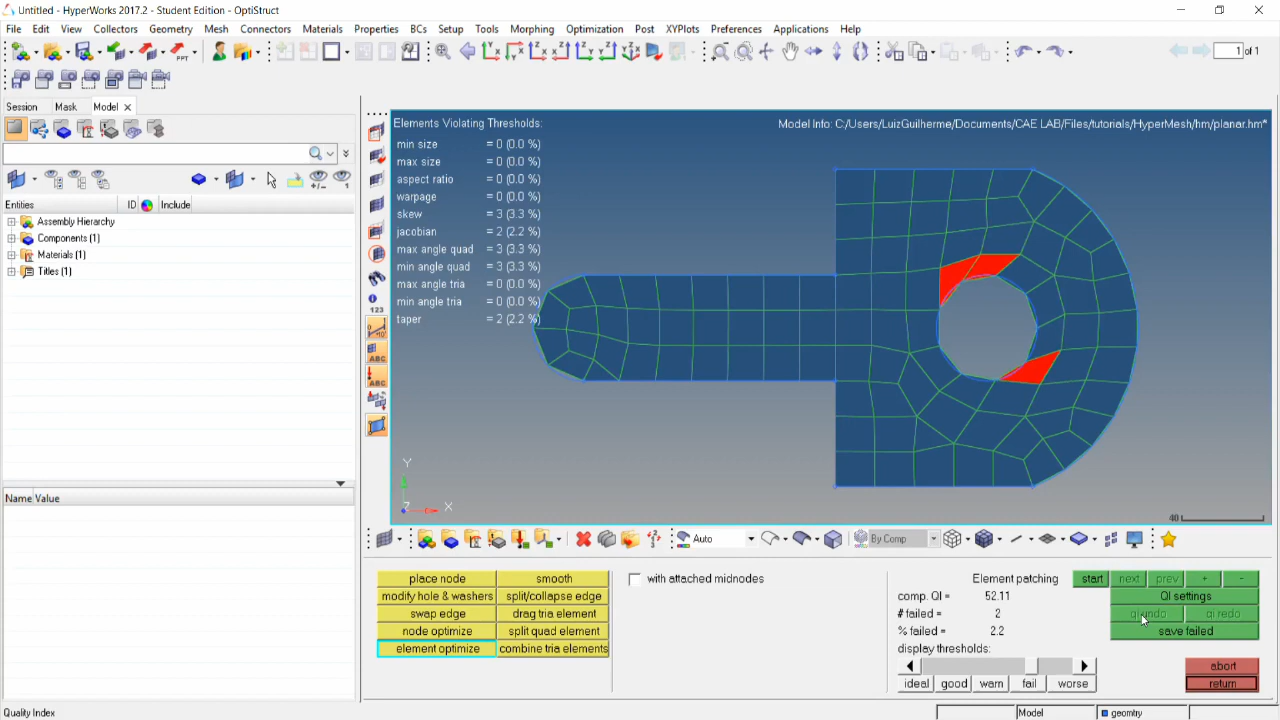 Untitled - HyperWorks 2017.2 - Student Edition - OptiStruct
File Edit View Collectors Geometry Mesh Connectors Materials Properties BCs Setup Tools Morphing Optimization Post XYPlots Preferences Applications Help
1 of 1
Session Mask Model
Entities ID Include
Assembly Hierarchy
Components (1)
Materials (1)
Titles (1)
Name Value
123
ABC
ABC
Elements Violating Thresholds:
Model Info: C:/Users/LuizGuilherme/Documents/CAE LAB/Files/tutorials/HyperMesh/hm/planar.hm*
min size = 0 (0.0 %)
max size = 0 (0.0 %)
aspect ratio = 0 (0.0 %)
warpage = 0 (0.0 %)
skew = 3 (3.3 %)
jacobian = 2 (2.2 %)
max angle quad = 3 (3.3 %)
min angle quad = 3 (3.3 %)
max angle tria = 0 (0.0 %)
min angle tria = 0 (0.0 %)
taper = 2 (2.2 %)
Y
Z X
40
Auto By Comp
place node smooth
modify hole & washers split/collapse edge
swap edge drag tria element
node optimize split quad element
element optimize combine tria elements
with attached midnodes
Element patching start next prev + -
comp. QI = 52.11 QI settings
# failed = 2 qi undo qi redo
% failed = 2.2 save failed
display thresholds:
ideal good warn fail worse
abort
return
Quality Index Model geomtry